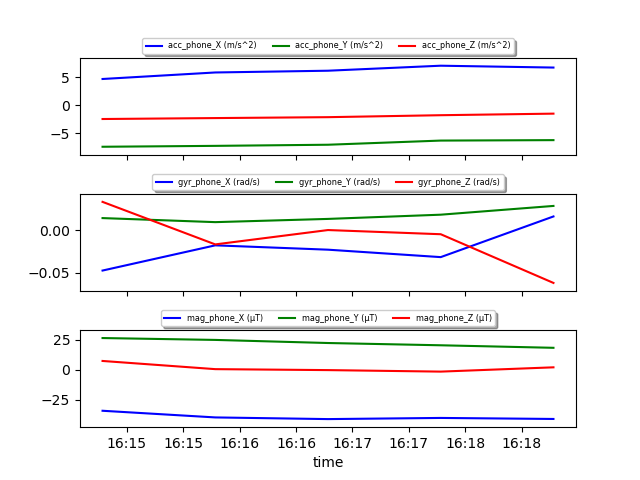 acc_phone_X (m/s^2) acc_phone_Y (m/s^2) acc_phone_Z (m/s^2)
5
0
−5
gyr_phone_X (rad/s) gyr_phone_Y (rad/s) gyr_phone_Z (rad/s)
0.00
−0.05
mag_phone_X (µT) mag_phone_Y (µT) mag_phone_Z (µT)
25
0
−25
16:15 16:15 16:16 16:16 16:17 16:17 16:18 16:18
time